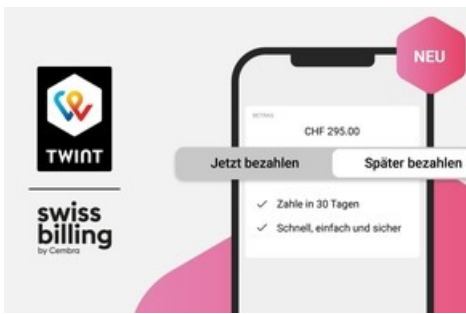 TWINT
swiss
billing
by Cembra
NEU
BETRAG
CHF 295.00
Jetzt bezahlen
Später bezahlen
Zahle in 30 Tagen
Schnell, einfach und sicher